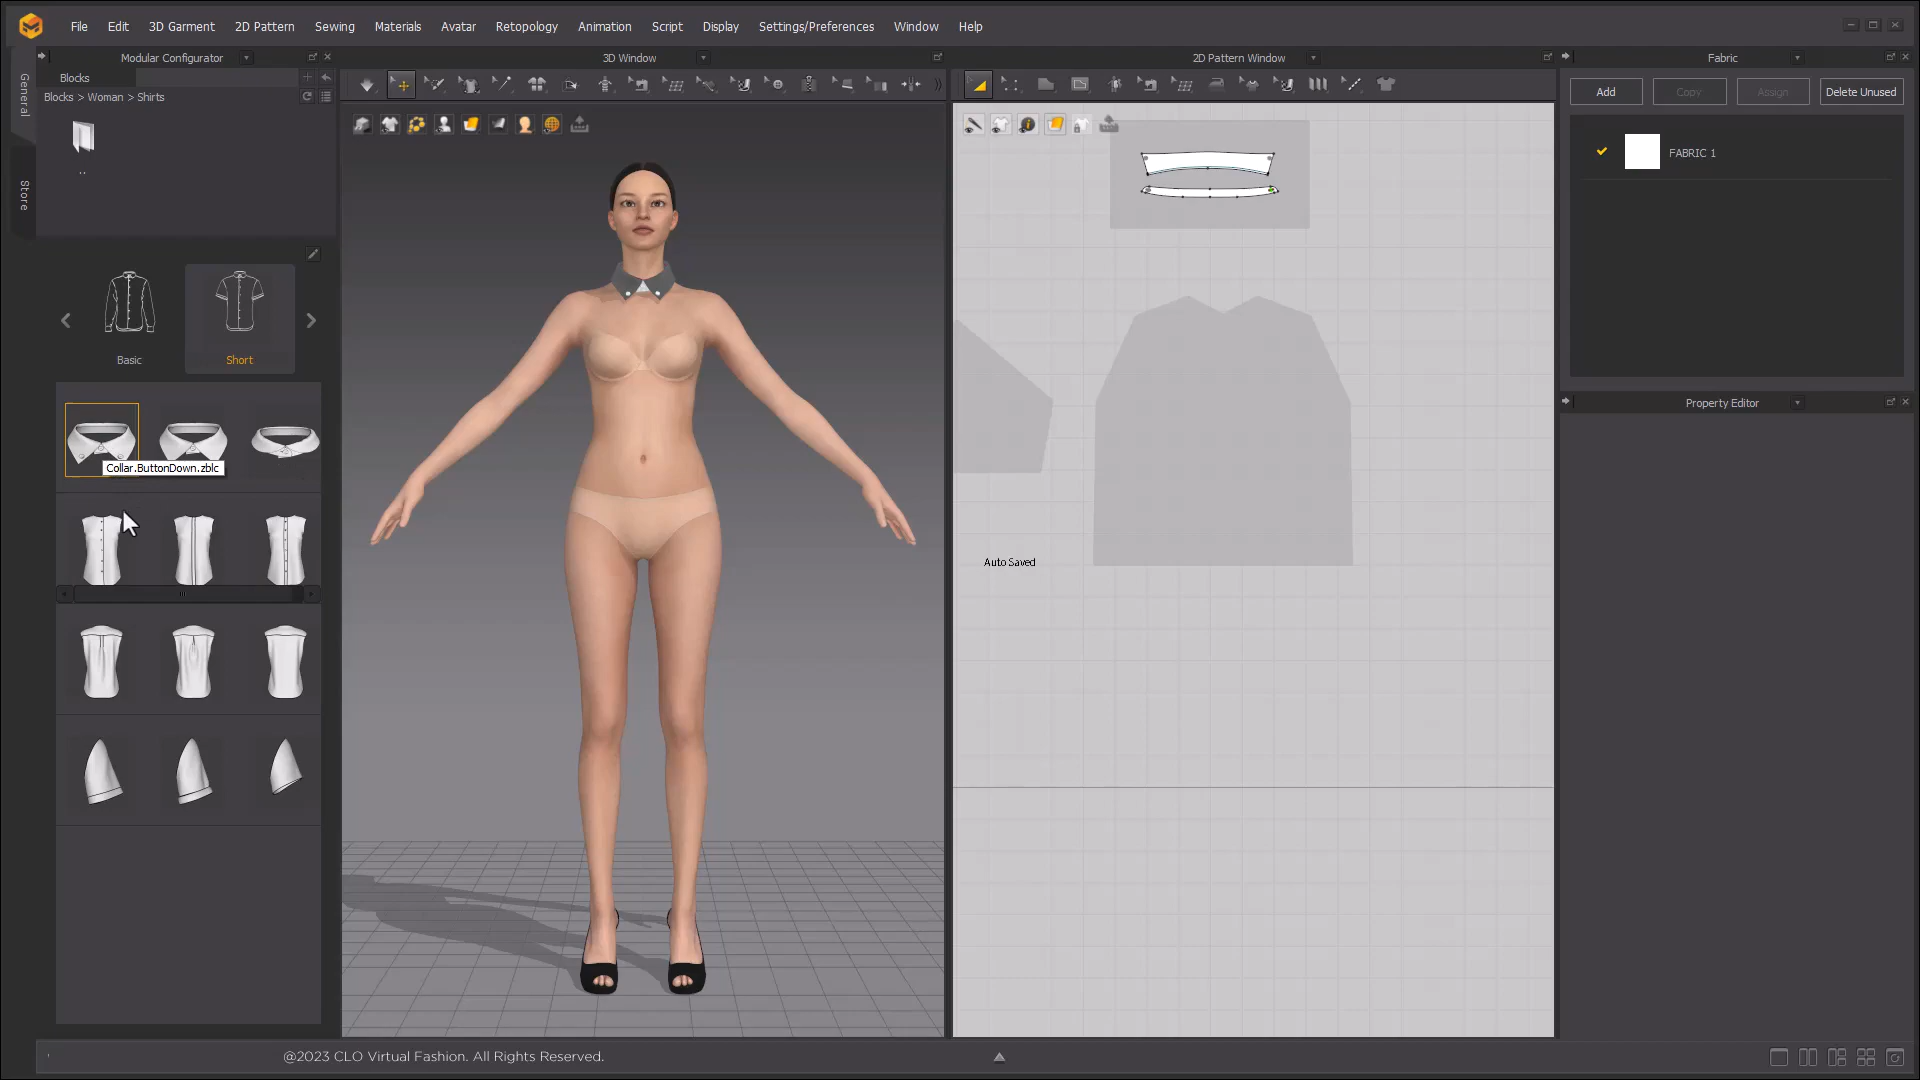 File Edit 3D Garment 2D Pattern Sewing Materials Avatar Retopology Animation Script Display Settings/Preferences Window Help
General
Store
Modular Configurator
Blocks
Blocks > Woman > Shirts
..
Basic
Short
Collar.ButtonDown.zblc
3D Window
2D Pattern Window
Auto Saved
Fabric
Add Copy Assign Delete Unused
FABRIC 1
Property Editor
@2023 CLO Virtual Fashion. All Rights Reserved.